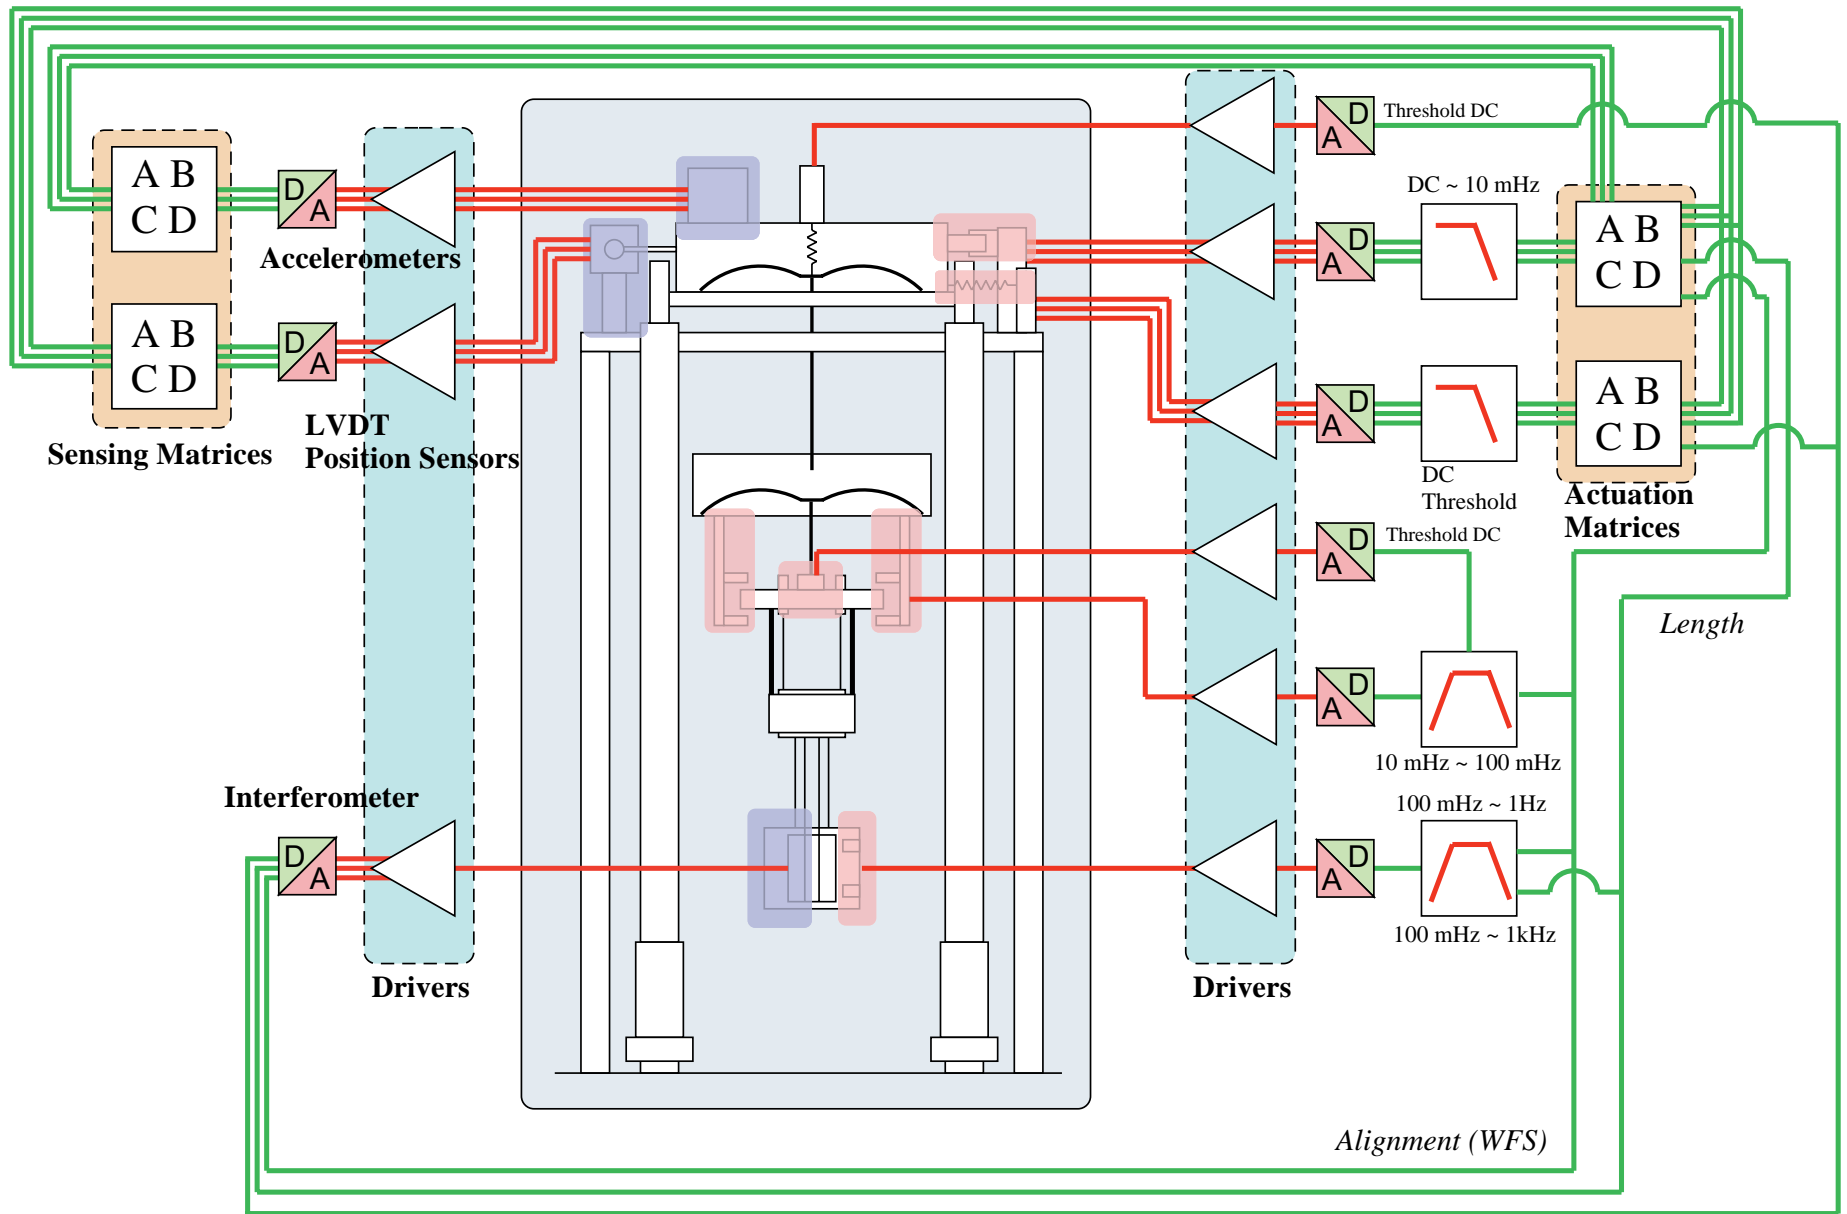 D
A
Threshold DC
A B
C D
D
A
Accelerometers
D
A
DC ~ 10 mHz
A B
C D
A B
C D
D
A
LVDT
Position Sensors
Sensing Matrices
D
A
DC
Threshold
A B
C D
Actuation
Matrices
D
A
Threshold DC
Length
D
A
10 mHz ~ 100 mHz
Interferometer
D
A
100 mHz ~ 1Hz
D
A
100 mHz ~ 1kHz
Drivers
Drivers
Alignment (WFS)